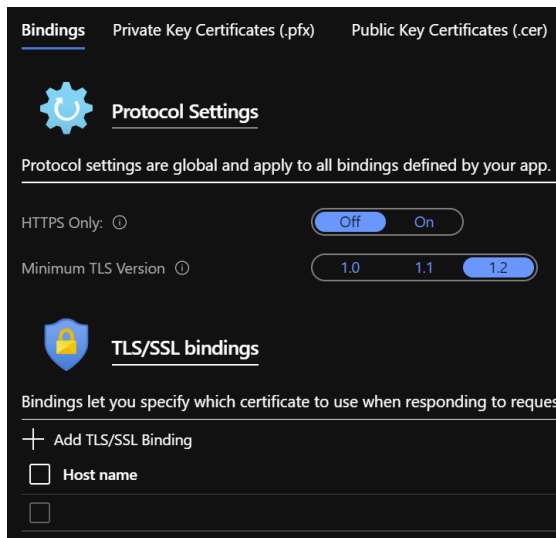 Bindings Private Key Certificates (.pfx) Public Key Certificates (.cer)
Protocol Settings
Protocol settings are global and apply to all bindings defined by your app.
HTTPS Only: Off On
Minimum TLS Version 1.0 1.1 1.2
TLS/SSL bindings
Bindings let you specify which certificate to use when responding to reques
Add TLS/SSL Binding
Host name